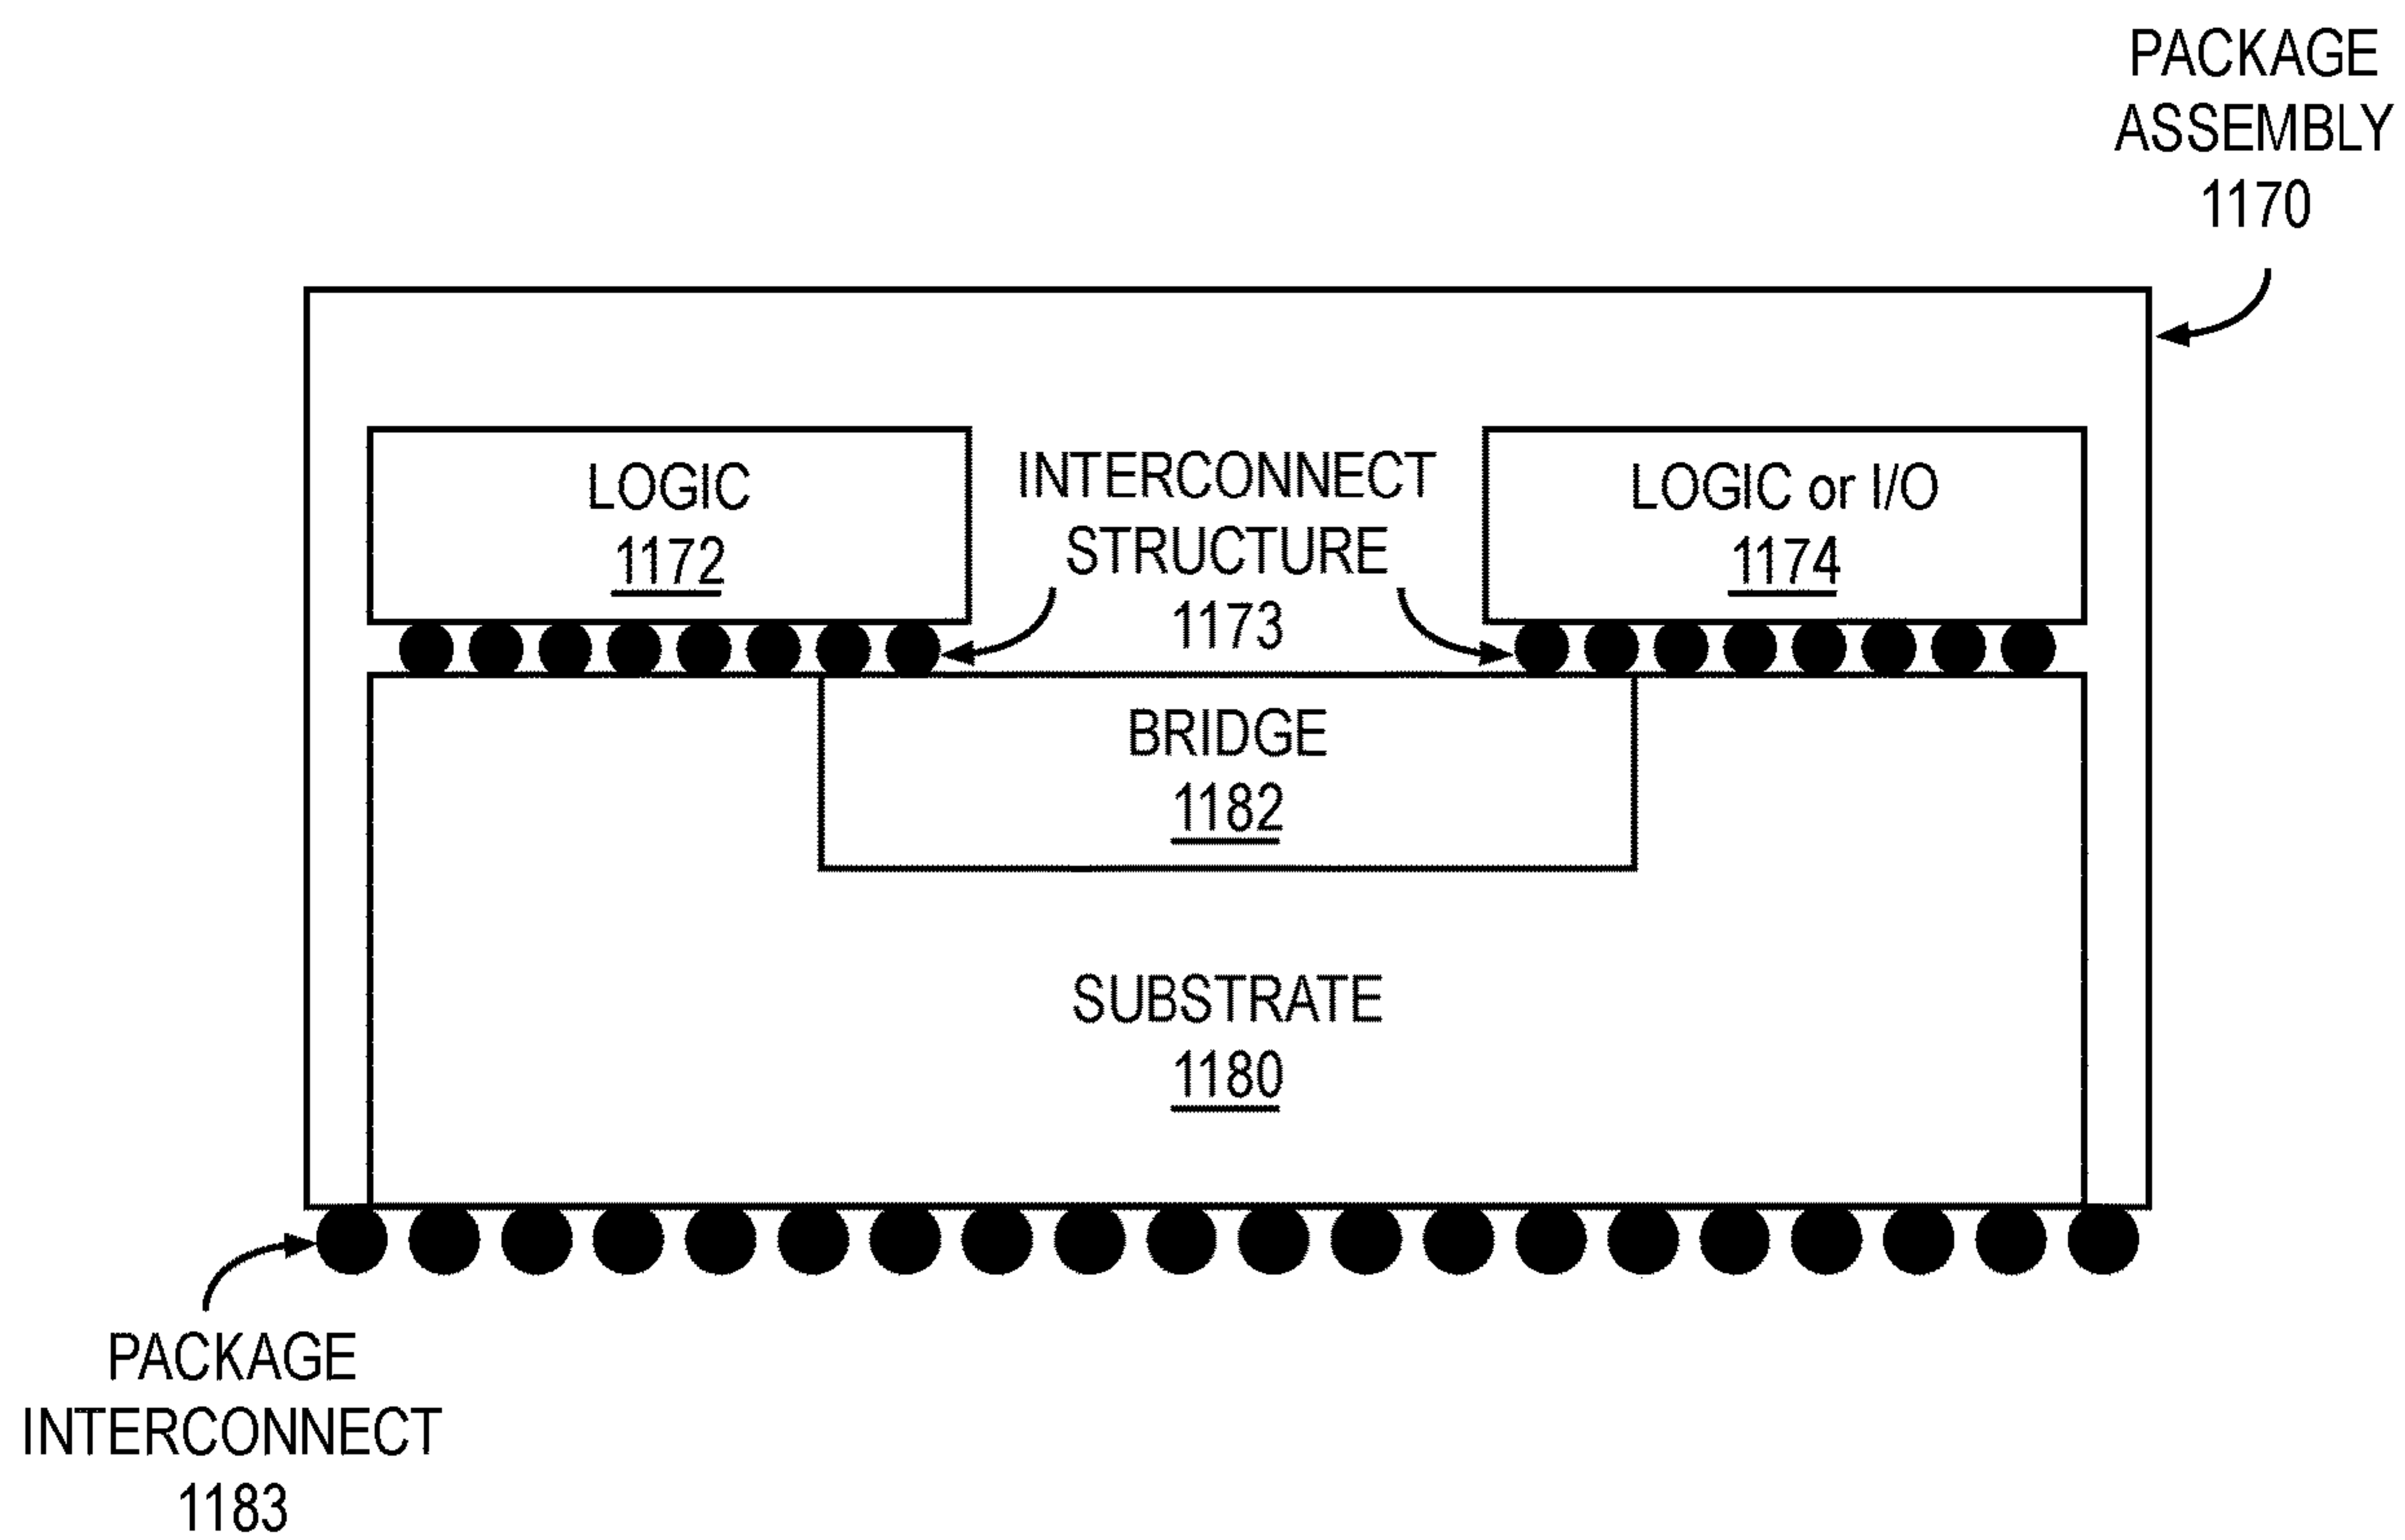 PACKAGE
ASSEMBLY
1170
LOGIC
1172
INTERCONNECT
STRUCTURE
1173
LOGIC or I/O
1174
BRIDGE
1182
SUBSTRATE
1180
PACKAGE
INTERCONNECT
1183